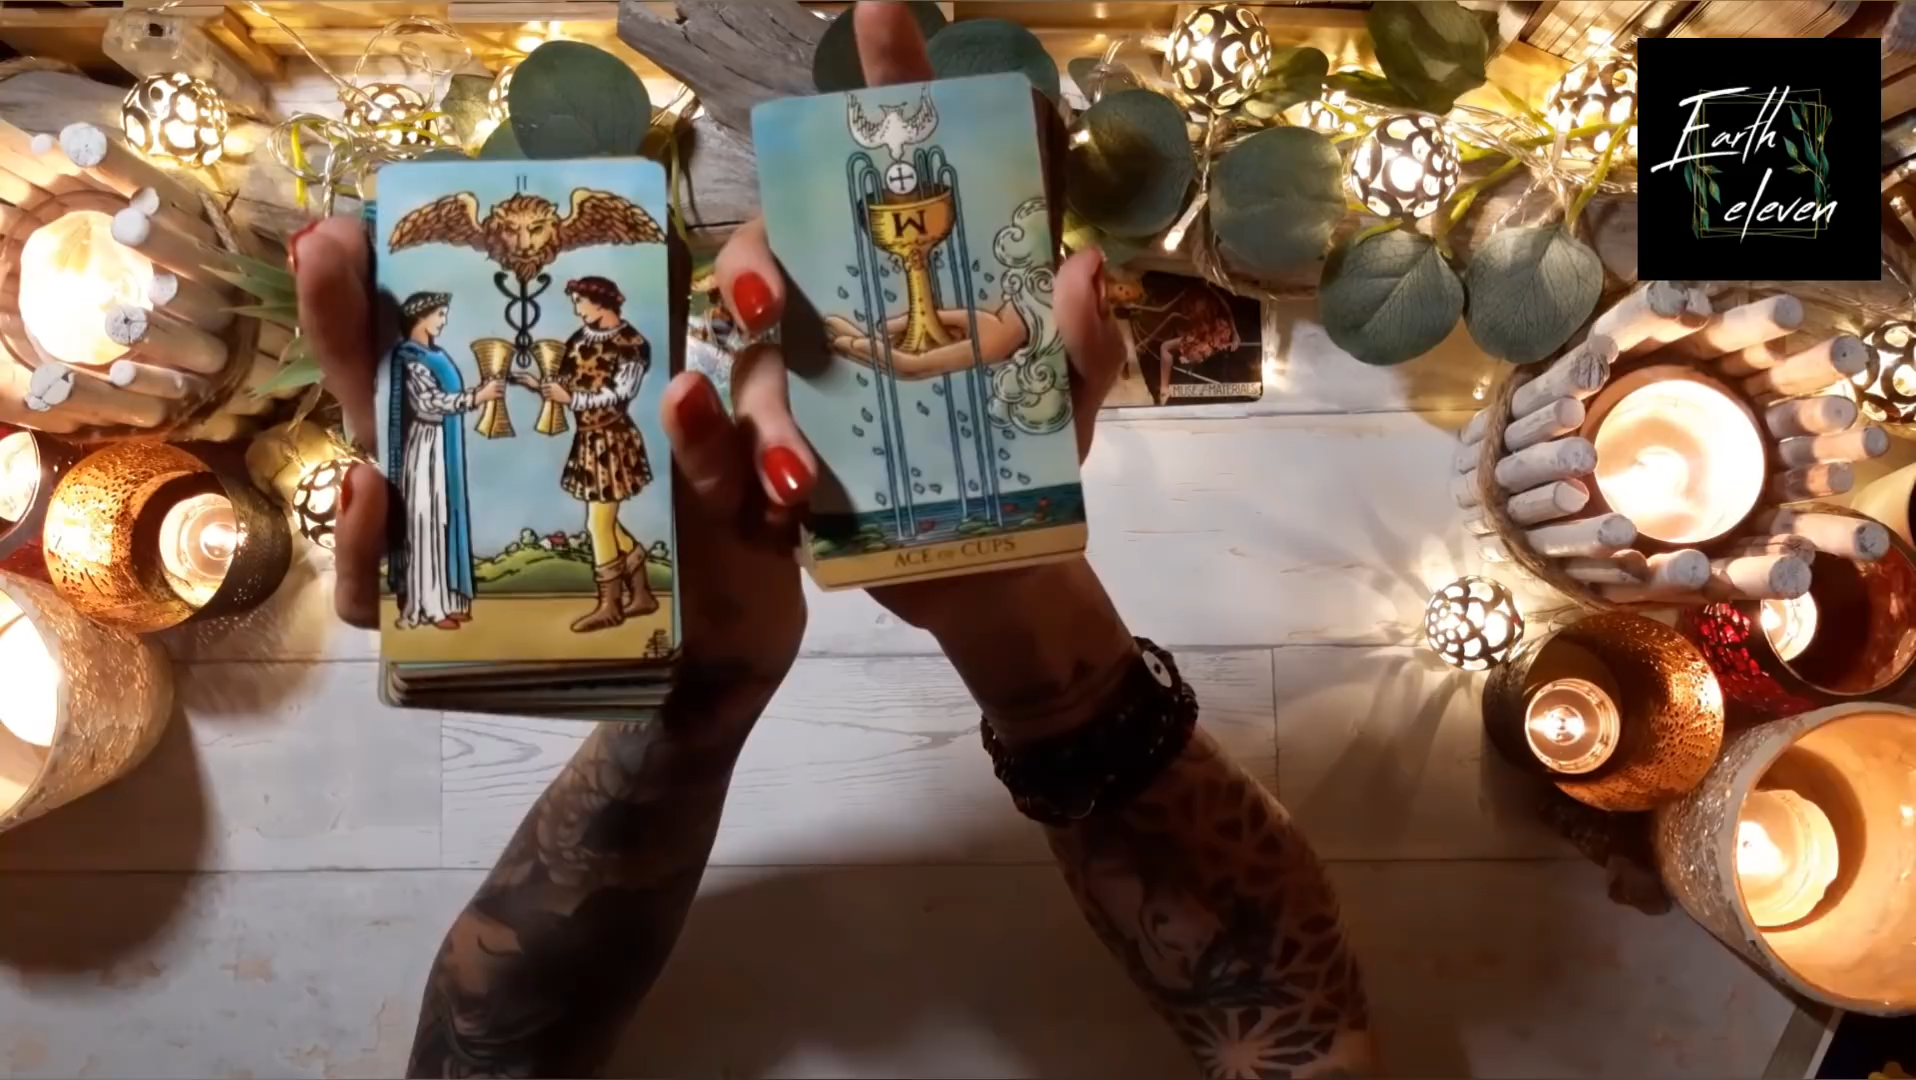 II
M
ACE OF CUPS
MUSE of MATERIALS
Earth
eleven